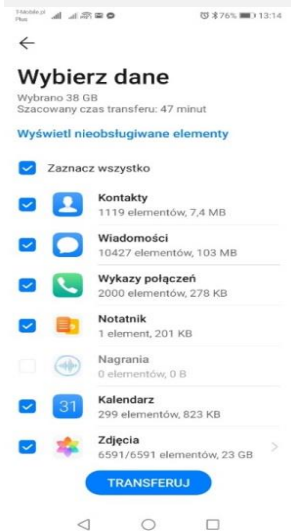 T-Mobile.pl
Plus
76% 13:14
Wybierz dane
Wybrano 38 GB
Szacowany czas transferu: 47 minut
Wyświetl nieobsługiwane elementy
Zaznacz wszystko
Kontakty
1119 elementów, 7,4 MB
Wiadomości
10427 elementów, 103 MB
Wykazy połączeń
2000 elementów, 278 KB
Notatnik
1 element, 201 KB
Nagrania
0 elementów, 0 B
31
Kalendarz
299 elementów, 823 KB
Zdjęcia
6591/6591 elementów, 23 GB
TRANSFERUJ